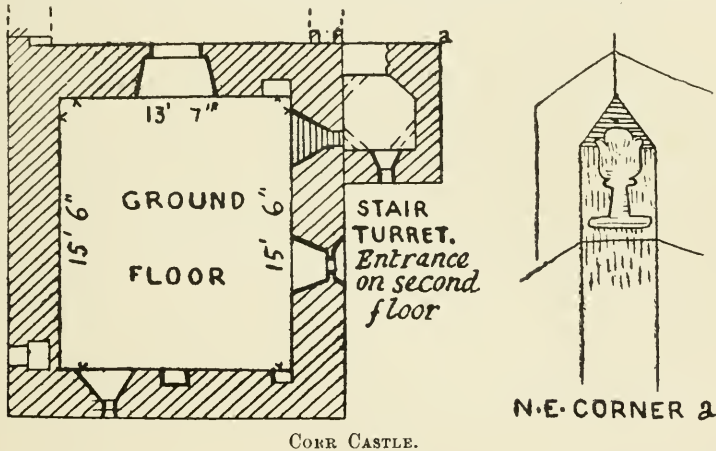 a
13' 7"
GROUND
FLOOR
15' 6"
15' 6"
STAIR
TURRET.
Entrance
on second
floor
N.E. CORNER a
CORR CASTLE.